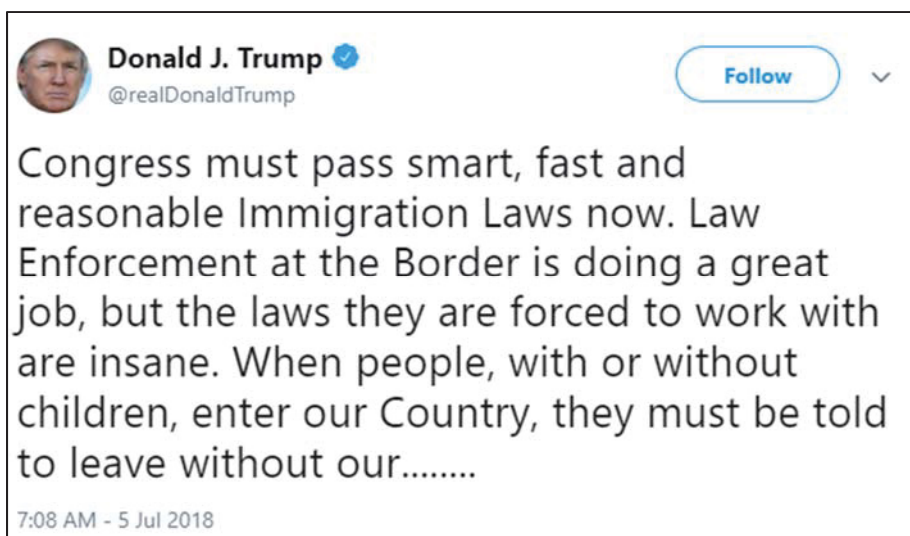 Donald J. Trump
@realDonaldTrump
Follow
Congress must pass smart, fast and
reasonable Immigration Laws now. Law
Enforcement at the Border is doing a great
job, but the laws they are forced to work with
are insane. When people, with or without
children, enter our Country, they must be told
to leave without our........
7:08 AM - 5 Jul 2018